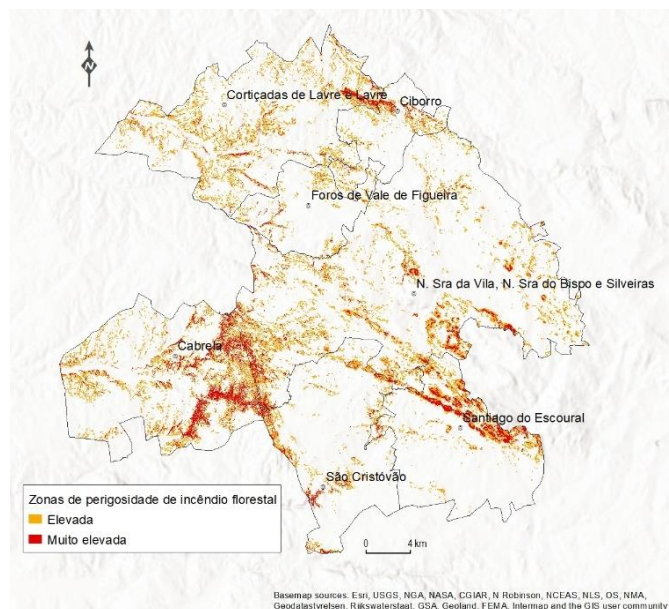 N
Cortiçadas de Lavre e Lavre
Ciborro
Foros de Vale de Figueira
N. Sra da Vila, N. Sra do Bispo e Silveiras
Cabrela
Santiago do Escoural
São Cristóvão
Zonas de perigosidade de incêndio florestal
Elevada
Muito elevada
0 4 km
Basemap sources: Esri, USGS, NGA, NASA, CGIAR, N Robinson, NCEAS, NLS, OS, NMA,
Geodatastyrelsen, Rijkswaterstaat, GSA, Geoland, FEMA, Intermap and the GIS user community